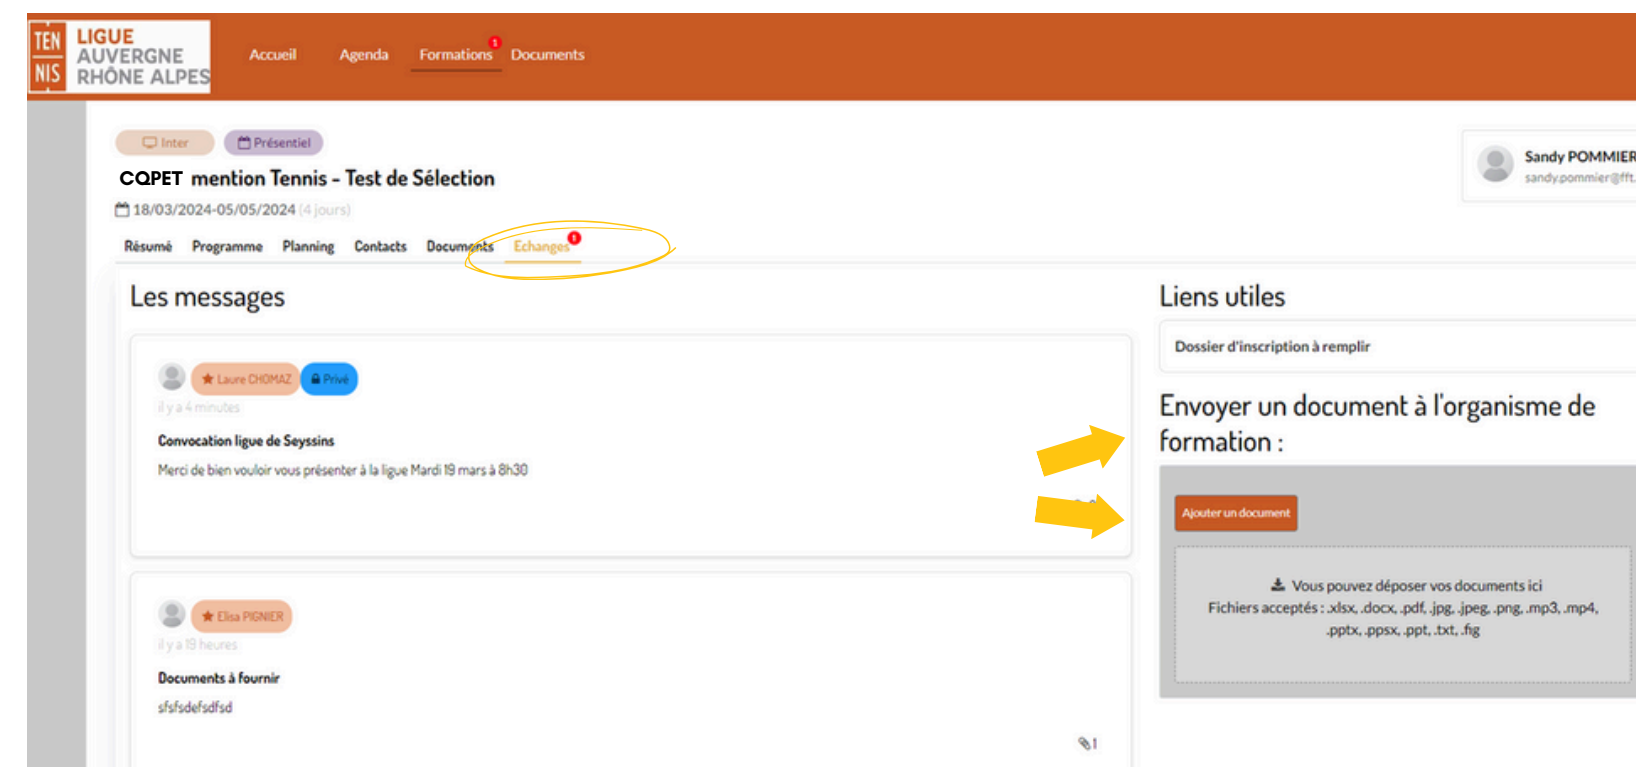 TEN
NIS
LIGUE
AUVERGNE
RHÔNE ALPES
Accueil Agenda Formations 1 Documents
Inter Présentiel
CQPET mention Tennis - Test de Sélection
18/03/2024-05/05/2024 (4 jours)
Sandy POMMIER
sandy.pommier@fft.
Résumé Programme Planning Contacts Documents Echanges 1
Les messages
Laure CHOMAZ Privé
il y a 4 minutes
Convocation ligue de Seyssins
Merci de bien vouloir vous présenter à la ligue Mardi 19 mars à 8h30
Elisa PIGNIER
il y a 19 heures
Documents à fournir
sfsfsdefsdfsd
1
Liens utiles
Dossier d'inscription à remplir
Envoyer un document à l'organisme de
formation :
Ajouter un document
Vous pouvez déposer vos documents ici
Fichiers acceptés : .xlsx, .docx, .pdf, .jpg, .jpeg, .png, .mp3, .mp4,
.pptx, .ppsx, .ppt, .txt, .fig